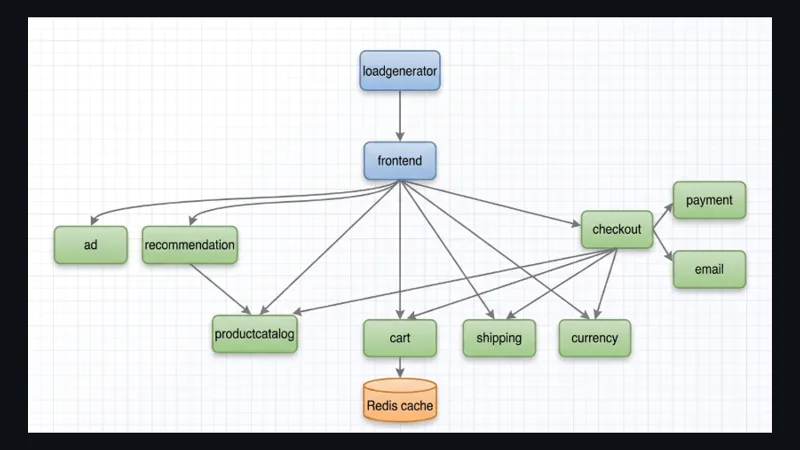 loadgenerator
frontend
payment
checkout
ad
recommendation
email
productcatalog
cart
shipping
currency
Redis cache